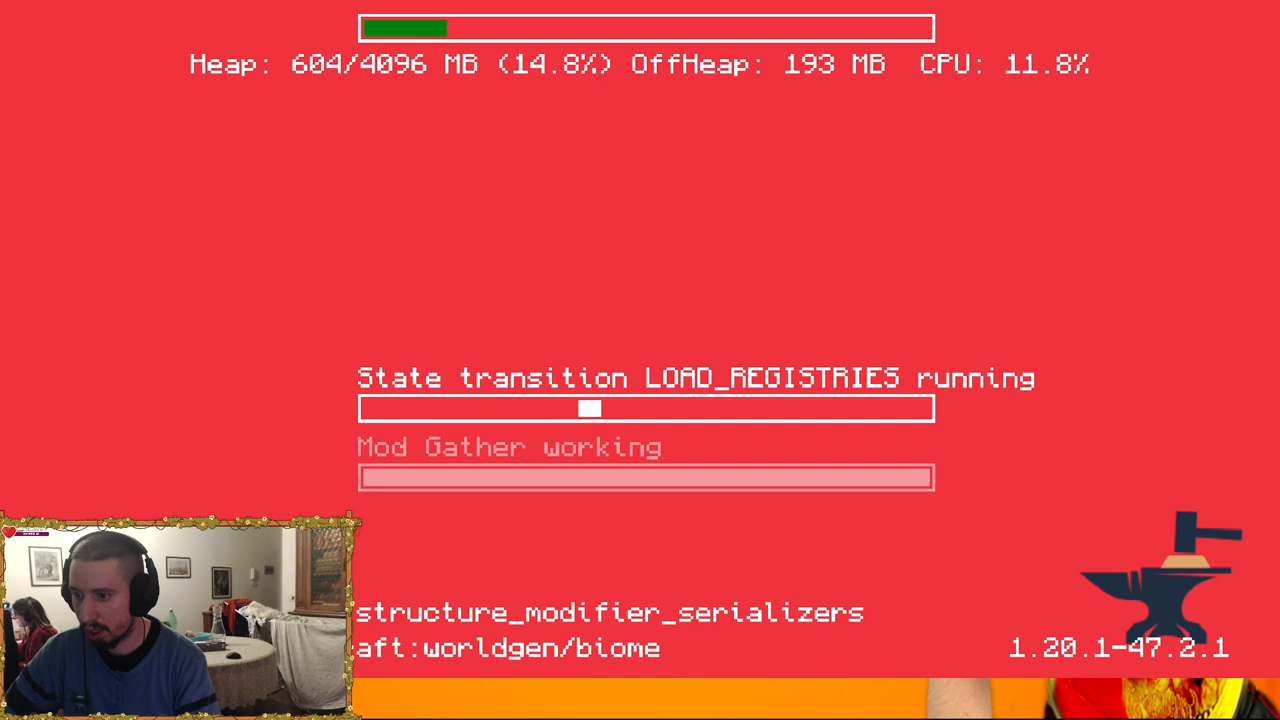 Heap: 604/4096 MB (14.8%) OffHeap: 193 MB  CPU: 11.8%
State transition LOAD_REGISTRIES running
Mod Gather working
structure_modifier_serializers
aft:worldgen/biome
1.20.1-47.2.1